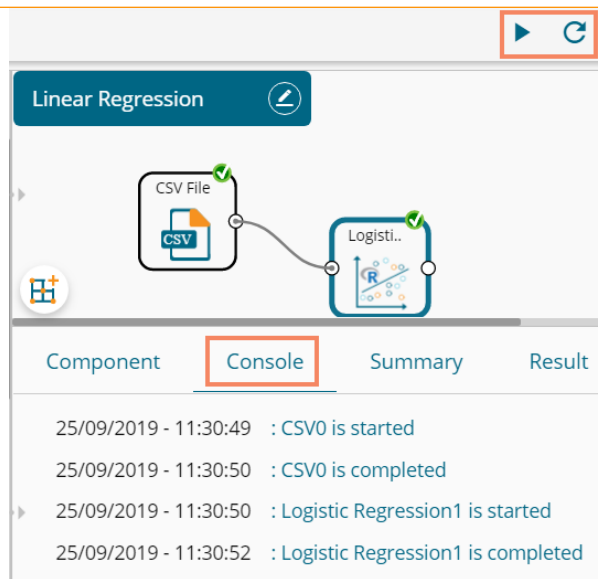 Linear Regression
CSV File
CSV
Logisti..
R
Component Console Summary Result
25/09/2019 - 11:30:49 : CSV0 is started
25/09/2019 - 11:30:50 : CSV0 is completed
25/09/2019 - 11:30:50 : Logistic Regression1 is started
25/09/2019 - 11:30:52 : Logistic Regression1 is completed